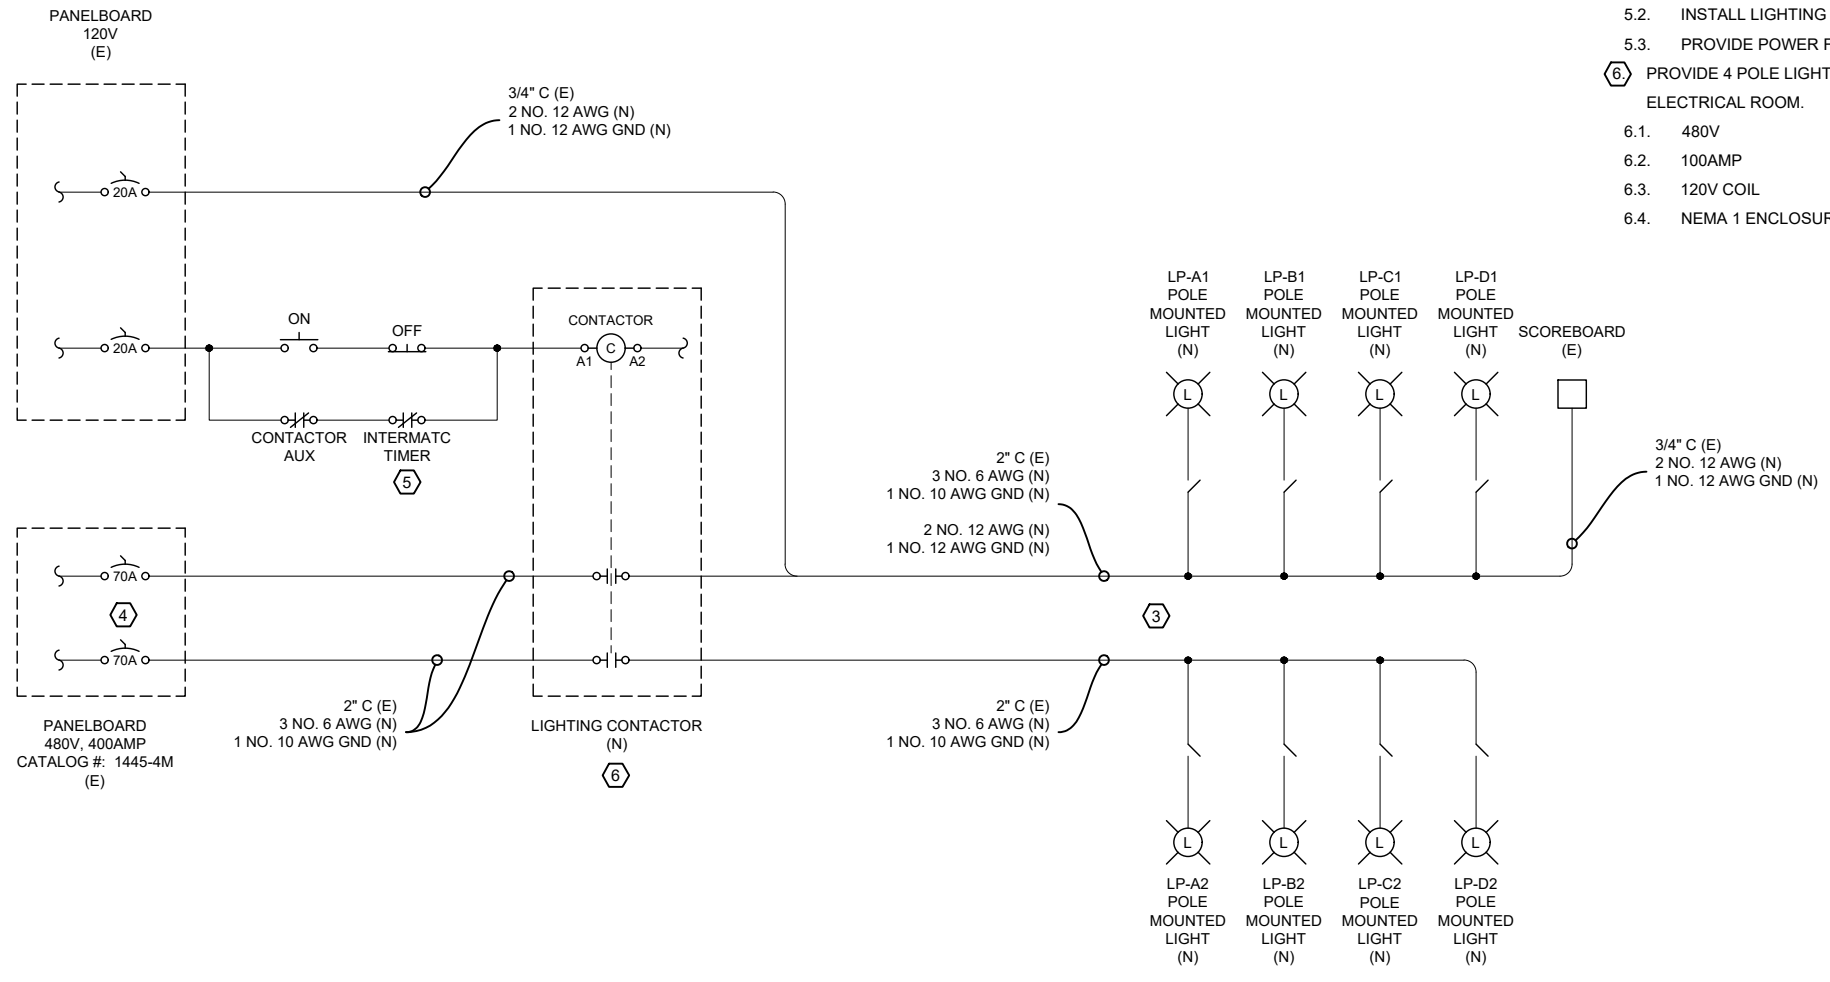 PANELBOARD
120V
(E)
20A
20A
3/4" C (E)
2 NO. 12 AWG (N)
1 NO. 12 AWG GND (N)
ON
OFF
CONTACTOR
AUX
INTERMATC
TIMER
5
CONTACTOR
C
A1
A2
70A
4
70A
PANELBOARD
480V, 400AMP
CATALOG #: 1445-4M
(E)
2" C (E)
3 NO. 6 AWG (N)
1 NO. 10 AWG GND (N)
LIGHTING CONTACTOR
(N)
6
2" C (E)
3 NO. 6 AWG (N)
1 NO. 10 AWG GND (N)
2 NO. 12 AWG (N)
1 NO. 12 AWG GND (N)
3
2" C (E)
3 NO. 6 AWG (N)
1 NO. 10 AWG GND (N)
LP-A1
POLE
MOUNTED
LIGHT
(N)
L
LP-B1
POLE
MOUNTED
LIGHT
(N)
L
LP-C1
POLE
MOUNTED
LIGHT
(N)
L
LP-D1
POLE
MOUNTED
LIGHT
(N)
L
SCOREBOARD
(E)
3/4" C (E)
2 NO. 12 AWG (N)
1 NO. 12 AWG GND (N)
L
LP-A2
POLE
MOUNTED
LIGHT
(N)
L
LP-B2
POLE
MOUNTED
LIGHT
(N)
L
LP-C2
POLE
MOUNTED
LIGHT
(N)
L
LP-D2
POLE
MOUNTED
LIGHT
(N)
5.2. INSTALL LIGHTING
5.3. PROVIDE POWER
6. PROVIDE 4 POLE
ELECTRICAL ROOM.
6.1. 480V
6.2. 100AMP
6.3. 120V COIL
6.4. NEMA 1